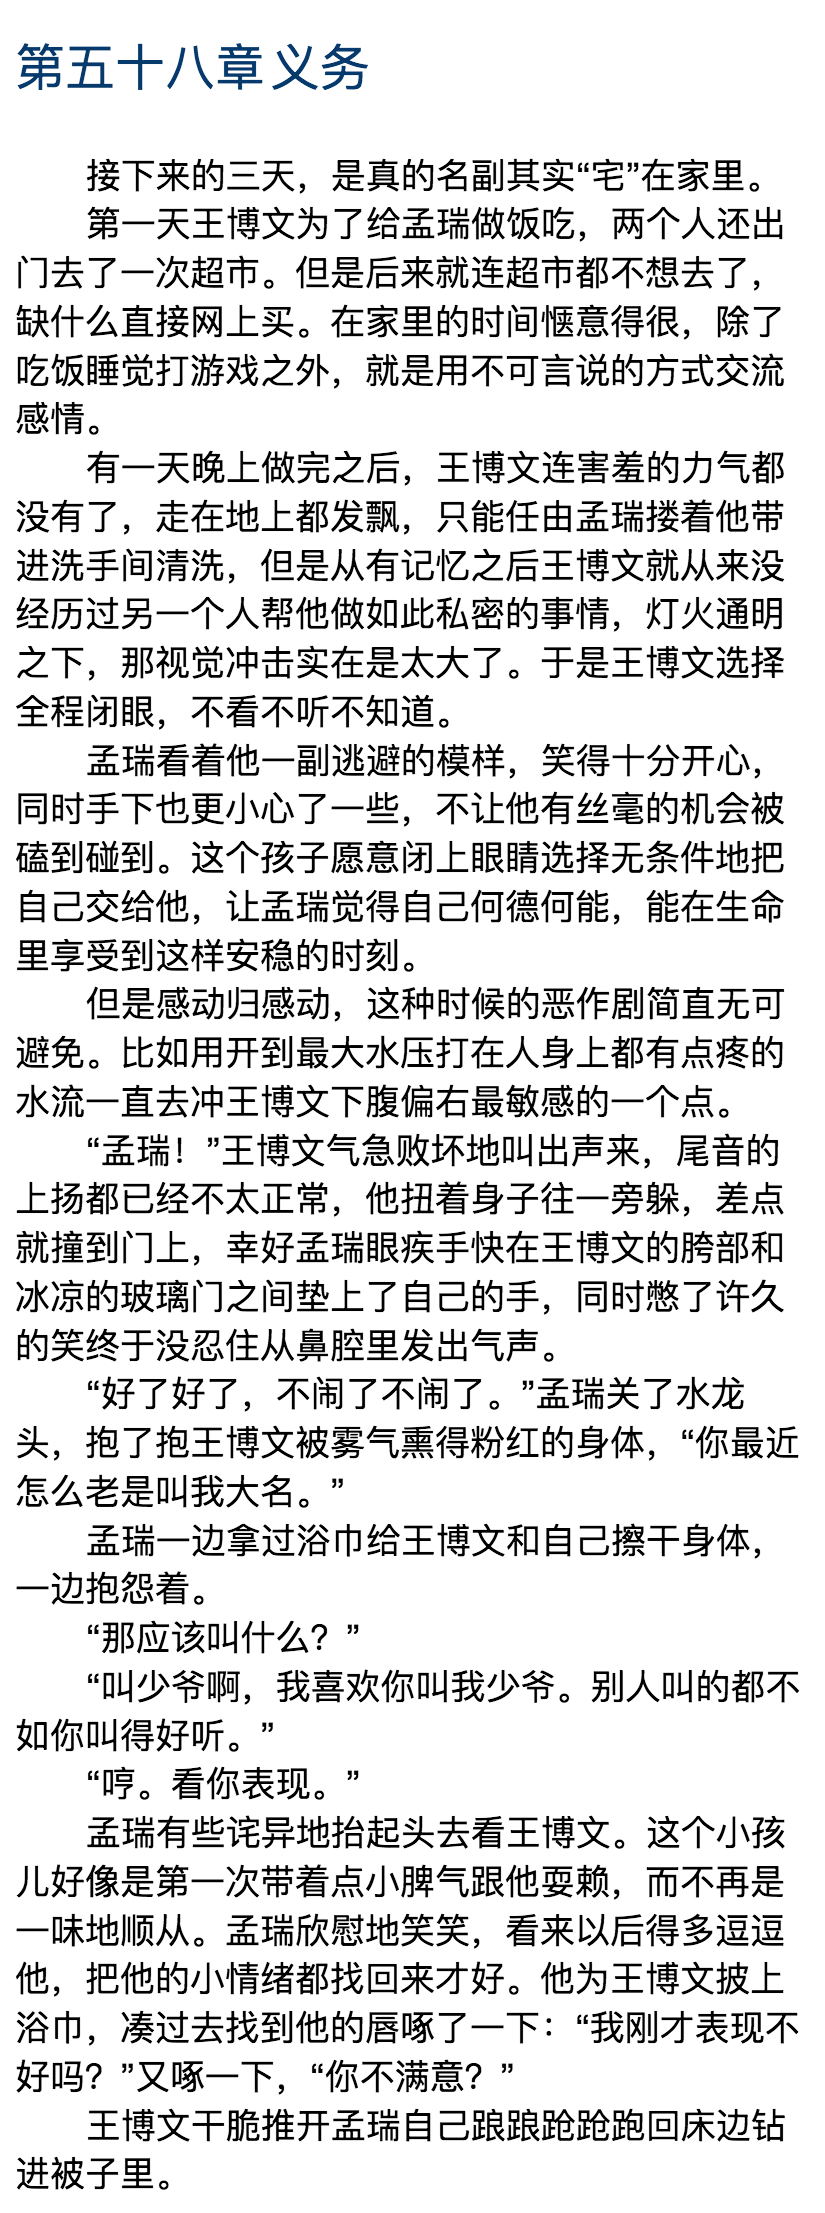 第五十八章 义务
接下来的三天，是真的名副其实“宅”在家里。
第一天王博文为了给孟瑞做饭吃，两个人还出
门去了一次超市。但是后来就连超市都不想去了，
缺什么直接网上买。在家里的时间惬意得很，除了
吃饭睡觉打游戏之外，就是用不可言说的方式交流
感情。
有一天晚上做完之后，王博文连害羞的力气都
没有了，走在地上都发飘，只能任由孟瑞搂着他带
进洗手间清洗，但是从有记忆之后王博文就从来没
经历过另一个人帮他做如此私密的事情，灯火通明
之下，那视觉冲击实在是太大了。于是王博文选择
全程闭眼，不看不听不知道。
孟瑞看着他一副逃避的模样，笑得十分开心，
同时手下也更小心了一些，不让他有丝毫的机会被
磕到碰到。这个孩子愿意闭上眼睛选择无条件地把
自己交给他，让孟瑞觉得自己何德何能，能在生命
里享受到这样安稳的时刻。
但是感动归感动，这种时候的恶作剧简直无可
避免。比如用开到最大水压打在人身上都有点疼的
水流一直去冲王博文下腹偏右最敏感的一个点。
“孟瑞！”王博文气急败坏地叫出声来，尾音的
上扬都已经不太正常，他扭着身子往一旁躲，差点
就撞到门上，幸好孟瑞眼疾手快在王博文的胯部和
冰凉的玻璃门之间垫上了自己的手，同时憋了许久
的笑终于没忍住从鼻腔里发出气声。
“好了好了，不闹了不闹了。”孟瑞关了水龙
头，抱了抱王博文被雾气熏得粉红的身体，“你最近
怎么老是叫我大名。”
孟瑞一边拿过浴巾给王博文和自己擦干身体，
一边抱怨着。
“那应该叫什么？”
“叫少爷啊，我喜欢你叫我少爷。别人叫的都不
如你叫得好听。”
“哼。看你表现。”
孟瑞有些诧异地抬起头去看王博文。这个小孩
儿好像是第一次带着点小脾气跟他耍赖，而不再是
一味地顺从。孟瑞欣慰地笑笑，看来以后得多逗逗
他，把他的小情绪都找回来才好。他为王博文披上
浴巾，凑过去找到他的唇啄了一下：“我刚才表现不
好吗？”又啄一下，“你不满意？”
王博文干脆推开孟瑞自己踉踉跄跄跑回床边钻
进被子里。